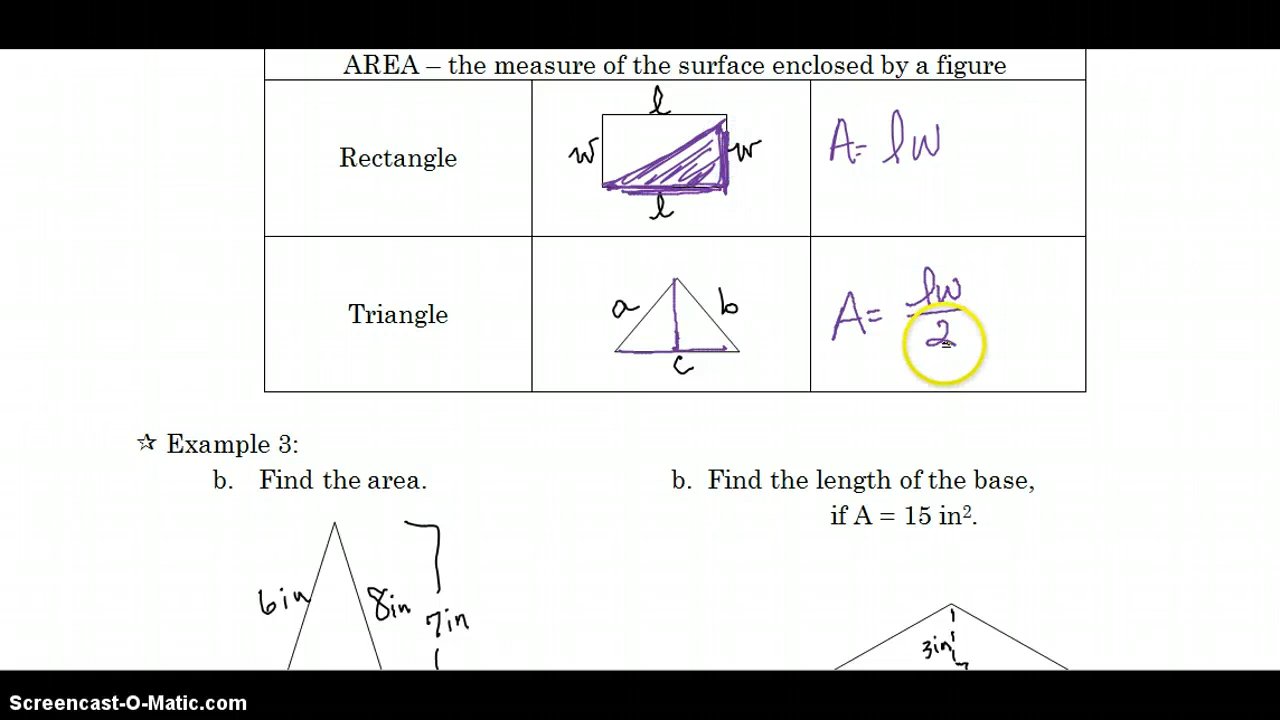 AREA – the measure of the surface enclosed by a figure
l
Rectangle
w
w
A= lw
l
Triangle
a
b
A= lw/2
c
☆ Example 3:
b. Find the area.
b. Find the length of the base,
if A = 15 in².
6in
8in
7in
3in
Screencast-O-Matic.com